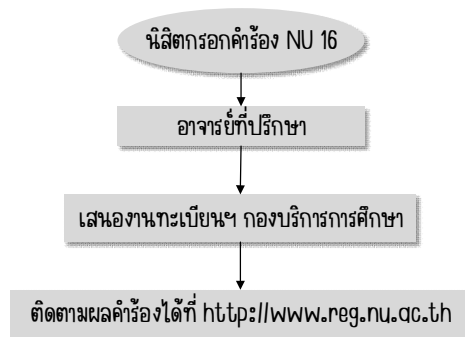 นิสิตกรอกคำร้อง NU 16
อาจารย์ที่ปรึกษา
เสนองานทะเบียนฯ กองบริการการศึกษา
ติดตามผลคำร้องได้ที่ http://www.reg.nu.ac.th